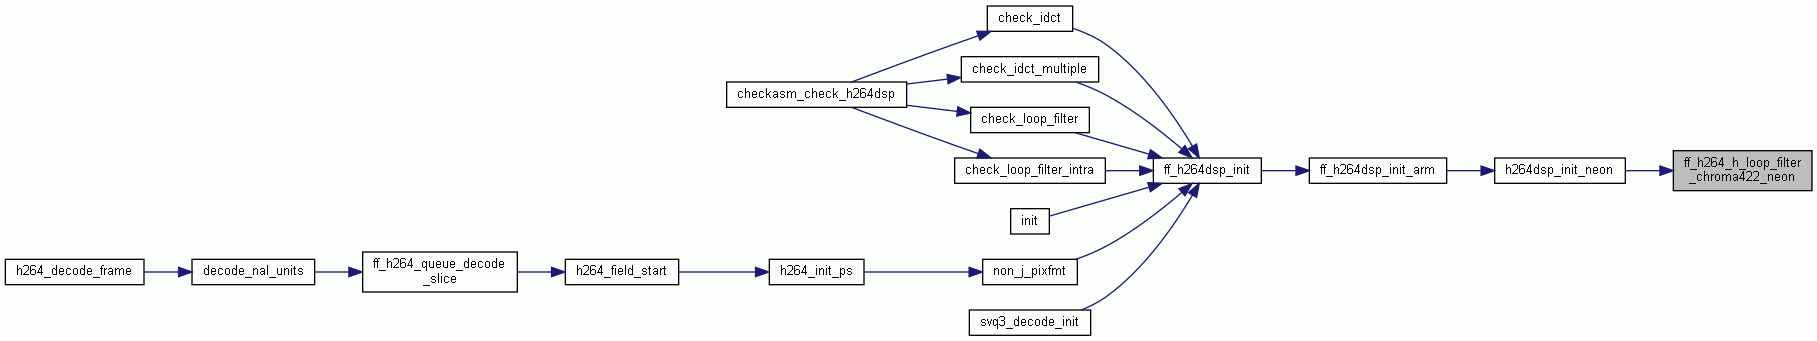 check_idct
check_idct_multiple
checkasm_check_h264dsp
check_loop_filter
check_loop_filter_intra
ff_h264dsp_init
ff_h264dsp_init_arm
h264dsp_init_neon
ff_h264_h_loop_filter
_chroma422_neon
init
h264_decode_frame
decode_nal_units
ff_h264_queue_decode
_slice
h264_field_start
h264_init_ps
non_j_pixfmt
svq3_decode_init